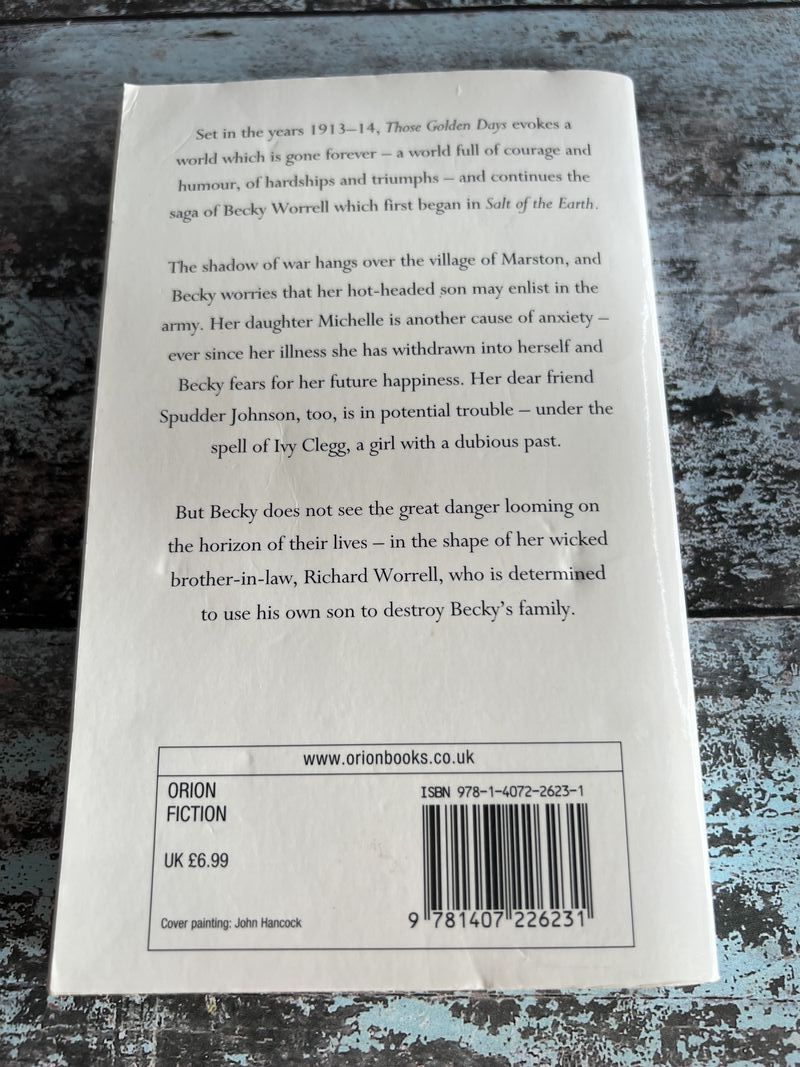 Set in the years 1913–14, Those Golden Days evokes a
world which is gone forever – a world full of courage and
humour, of hardships and triumphs – and continues the
saga of Becky Worrell which first began in Salt of the Earth.
The shadow of war hangs over the village of Marston, and
Becky worries that her hot-headed son may enlist in the
army. Her daughter Michelle is another cause of anxiety –
ever since her illness she has withdrawn into herself and
Becky fears for her future happiness. Her dear friend
Spudder Johnson, too, is in potential trouble – under the
spell of Ivy Clegg, a girl with a dubious past.
But Becky does not see the great danger looming on
the horizon of their lives – in the shape of her wicked
brother-in-law, Richard Worrell, who is determined
to use his own son to destroy Becky’s family.
www.orionbooks.co.uk
ORION
FICTION
UK £6.99
Cover painting: John Hancock
ISBN 978-1-4072-2623-1
9 781407 226231